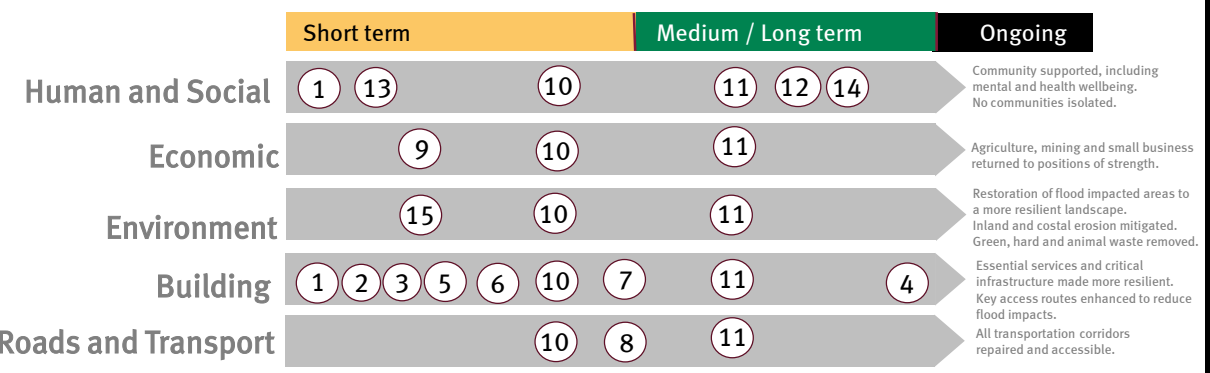 Short term Medium / Long term Ongoing
Human and Social 1 13 10 11 12 14
Community supported, including
mental and health wellbeing.
No communities isolated.
Economic 9 10 11
Agriculture, mining and small business
returned to positions of strength.
Environment 15 10 11
Restoration of flood impacted areas to
a more resilient landscape.
Inland and costal erosion mitigated.
Green, hard and animal waste removed.
Building 1 2 3 5 6 10 7 11 4
Essential services and critical
infrastructure made more resilient.
Key access routes enhanced to reduce
flood impacts.
Roads and Transport 10 8 11
All transportation corridors
repaired and accessible.